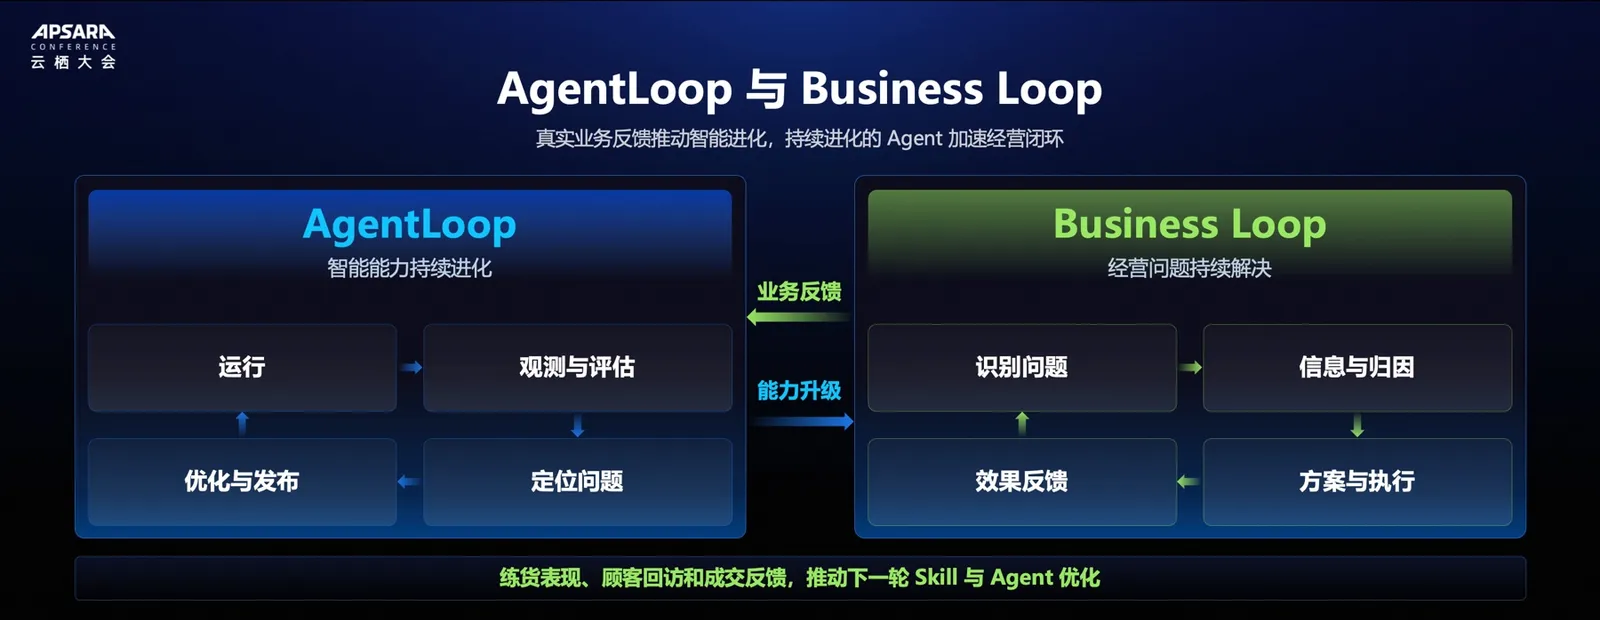 APSARA
CONFERENCE
云栖大会
AgentLoop 与 Business Loop
真实业务反馈推动智能进化，持续进化的 Agent 加速经营闭环
AgentLoop
智能能力持续进化
运行
观测与评估
优化与发布
定位问题
业务反馈
能力升级
Business Loop
经营问题持续解决
识别问题
信息与归因
效果反馈
方案与执行
练货表现、顾客回访和成交反馈，推动下一轮 Skill 与 Agent 优化